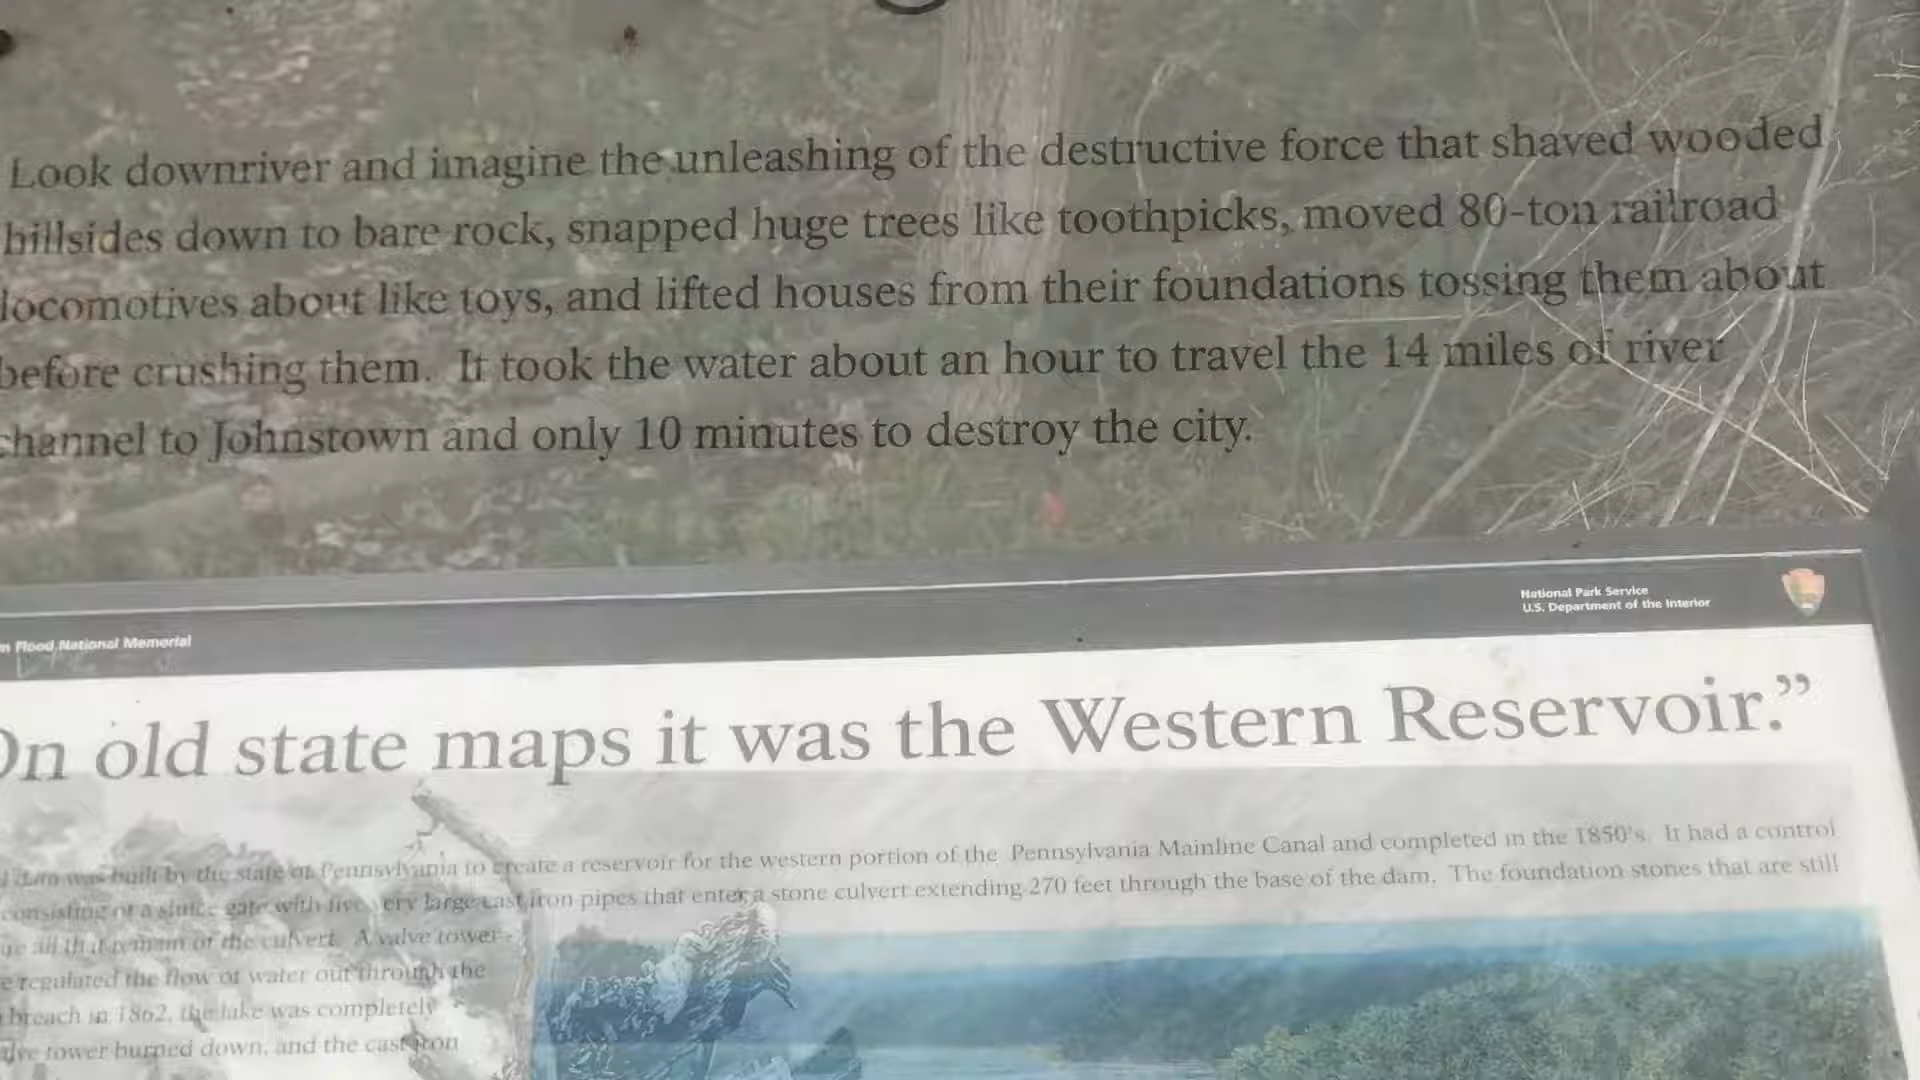 Look downriver and imagine the unleashing of the destructive force that shaved wooded
hillsides down to bare rock, snapped huge trees like toothpicks, moved 80-ton railroad
locomotives about like toys, and lifted houses from their foundations tossing them about
before crushing them. It took the water about an hour to travel the 14 miles of river
channel to Johnstown and only 10 minutes to destroy the city.
National Park Service
U.S. Department of the Interior
n Flood National Memorial
On old state maps it was the Western Reservoir.”
dam was built by the state of Pennsylvania to create a reservoir for the western portion of the Pennsylvania Mainline Canal and completed in the 1850's. It had a control
consisting of a sluice gate with five very large cast iron pipes that enter a stone culvert extending 270 feet through the base of the dam. The foundation stones that are still
all that remain of the culvert. A valve tower
regulated the flow of water out through the
breach in 1862, the lake was completely
tower burned down, and the cast iron